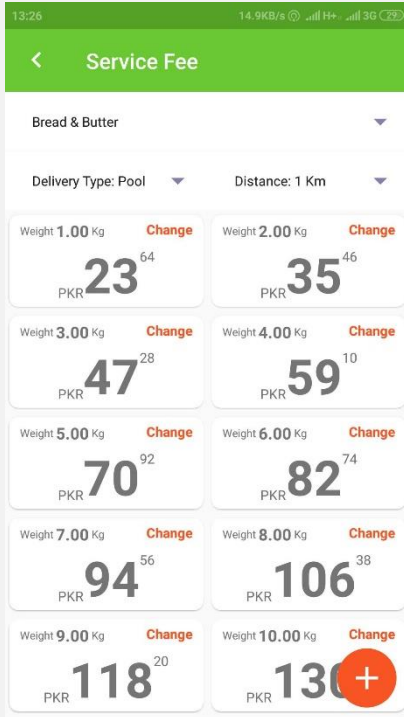 13:26 14.9KB/s H+ 3G 29
Service Fee
Bread & Butter
Delivery Type: Pool Distance: 1 Km
Weight 1.00 Kg Change Weight 2.00 Kg Change
PKR 23 64 PKR 35 46
Weight 3.00 Kg Change Weight 4.00 Kg Change
PKR 47 28 PKR 59 10
Weight 5.00 Kg Change Weight 6.00 Kg Change
PKR 70 92 PKR 82 74
Weight 7.00 Kg Change Weight 8.00 Kg Change
PKR 94 56 PKR 106 38
Weight 9.00 Kg Change Weight 10.00 Kg Change
PKR 118 20 PKR